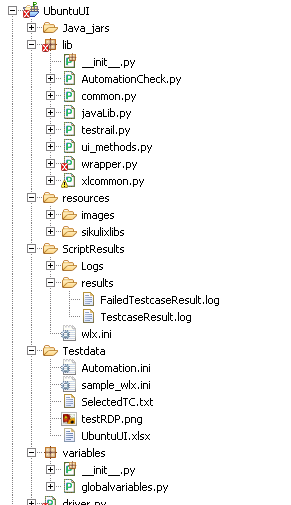 UbuntuUI
Java_jars
lib
__init__.py
AutomationCheck.py
common.py
javaLib.py
testrail.py
ui_methods.py
wrapper.py
xlcommon.py
resources
images
sikulixlibs
ScriptResults
Logs
results
FailedTestcaseResult.log
TestcaseResult.log
wlx.ini
Testdata
Automation.ini
sample_wlx.ini
SelectedTC.txt
testRDP.png
UbuntuUI.xlsx
variables
__init__.py
globalvariables.py
driver.py